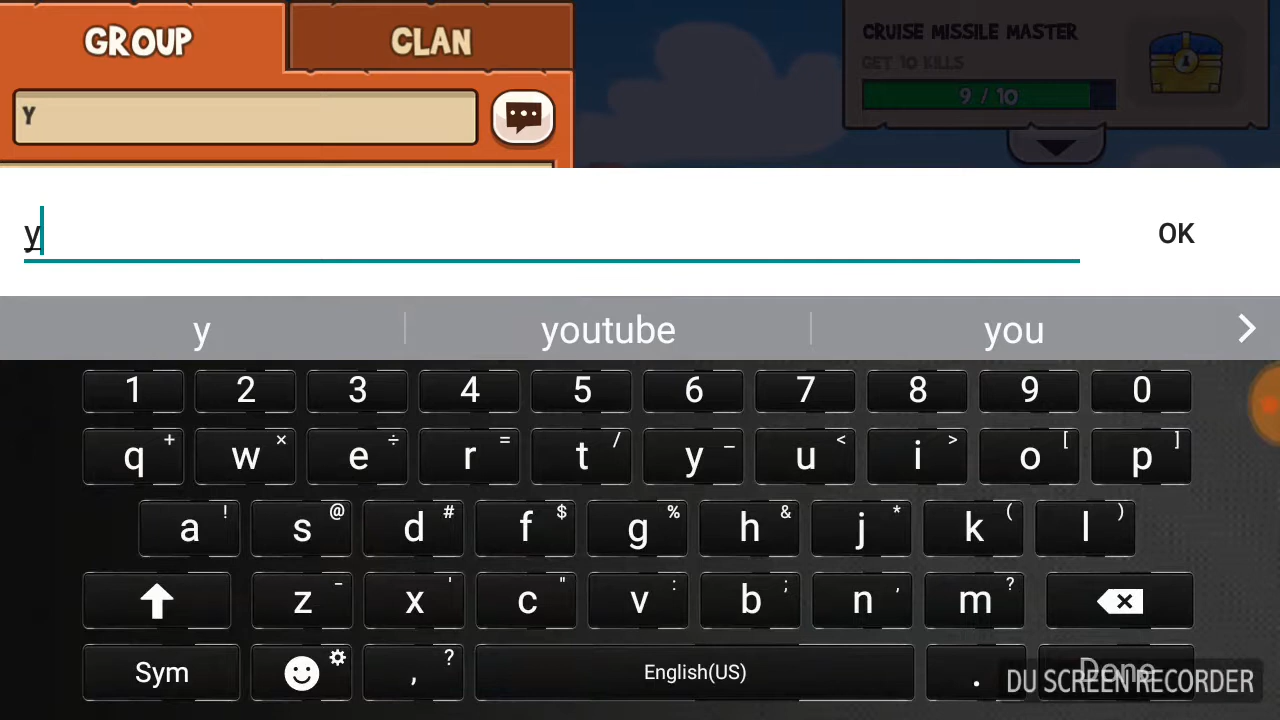 GROUP
CLAN
CRUISE MISSILE MASTER
GET 10 KILLS
9 / 10
Y
y
OK
y youtube you
1 2 3 4 5 6 7 8 9 0
q + w × e ÷ r = t / y _ u < i > o [ p ]
a ! s @ d # f $ g % h & j * k ( l )
z - x ' c " v : b ; n , m ?
Sym , ? English(US) . Done
DU SCREEN RECORDER